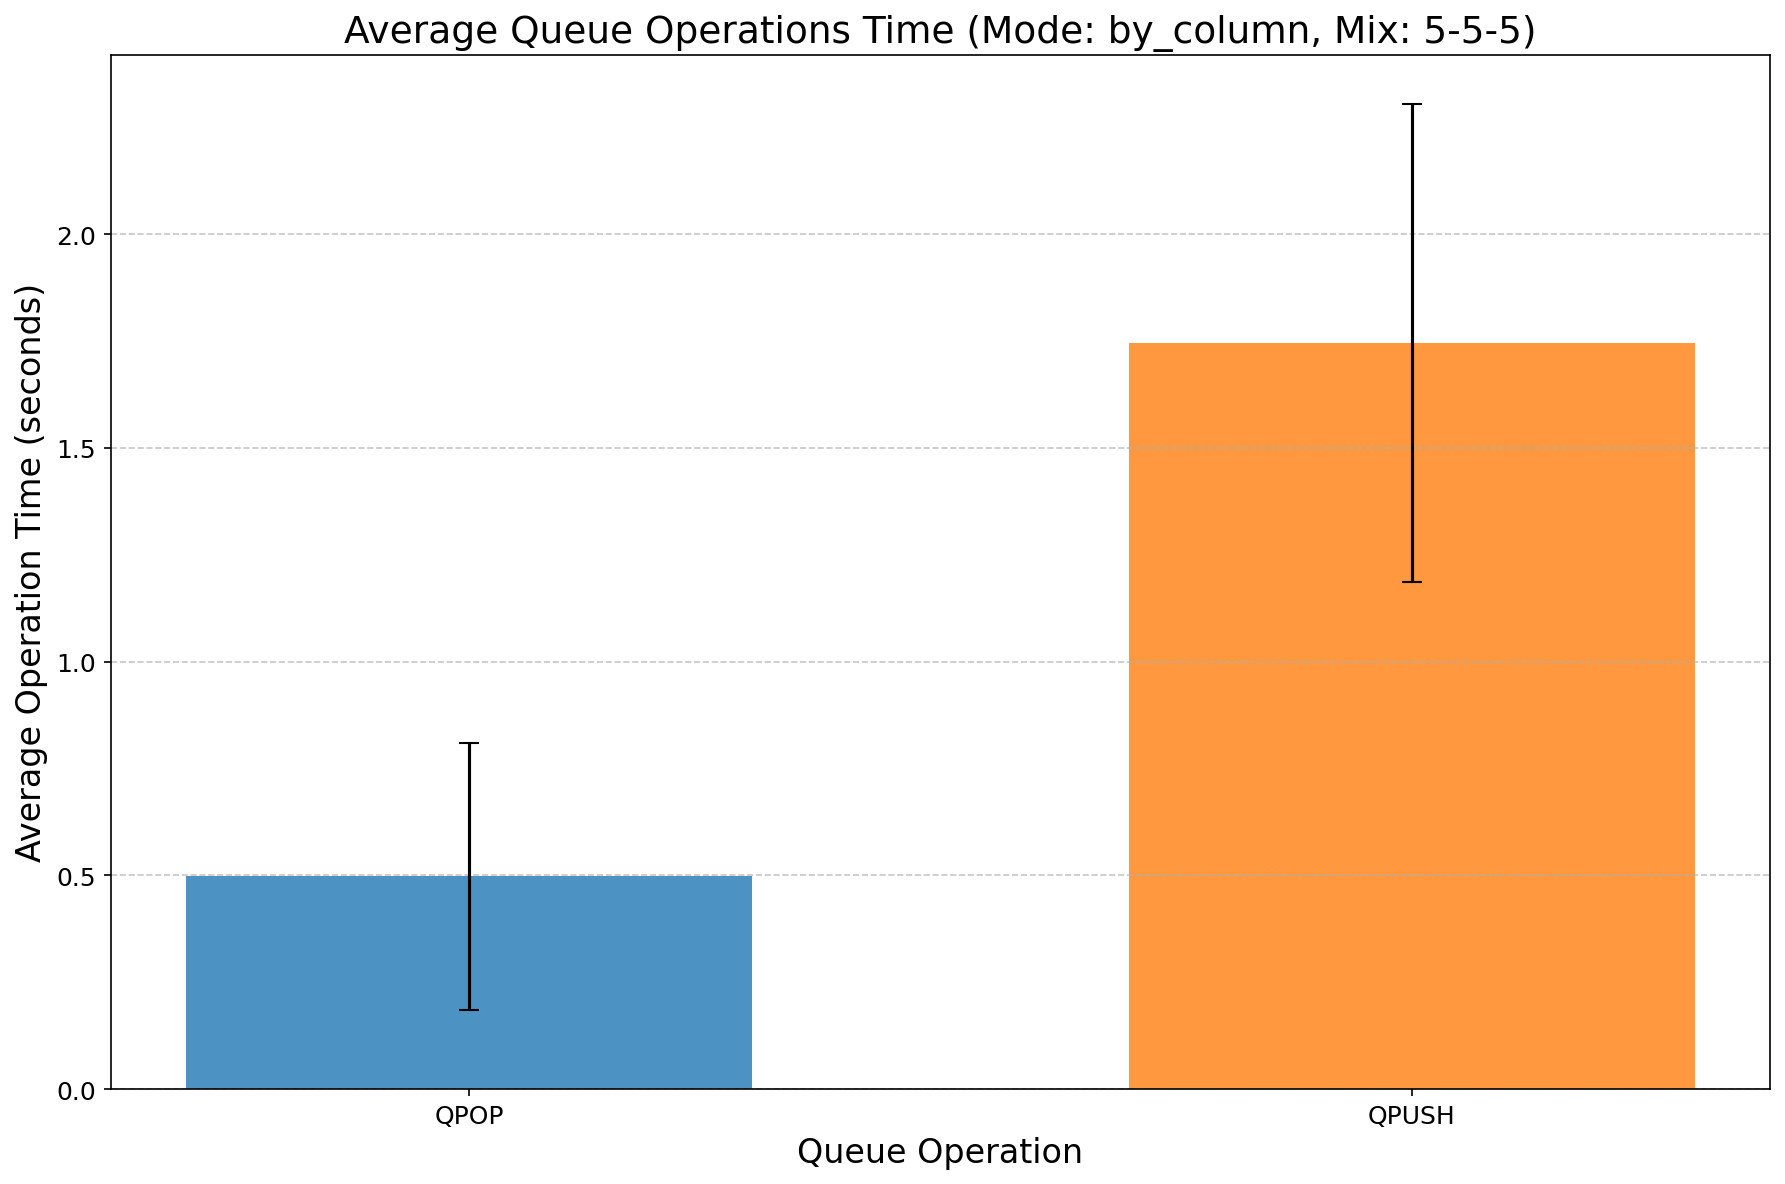 Average Queue Operations Time (Mode: by_column, Mix: 5-5-5)
Average Operation Time (seconds)
2.0
1.5
1.0
0.5
0.0
QPOP
QPUSH
Queue Operation